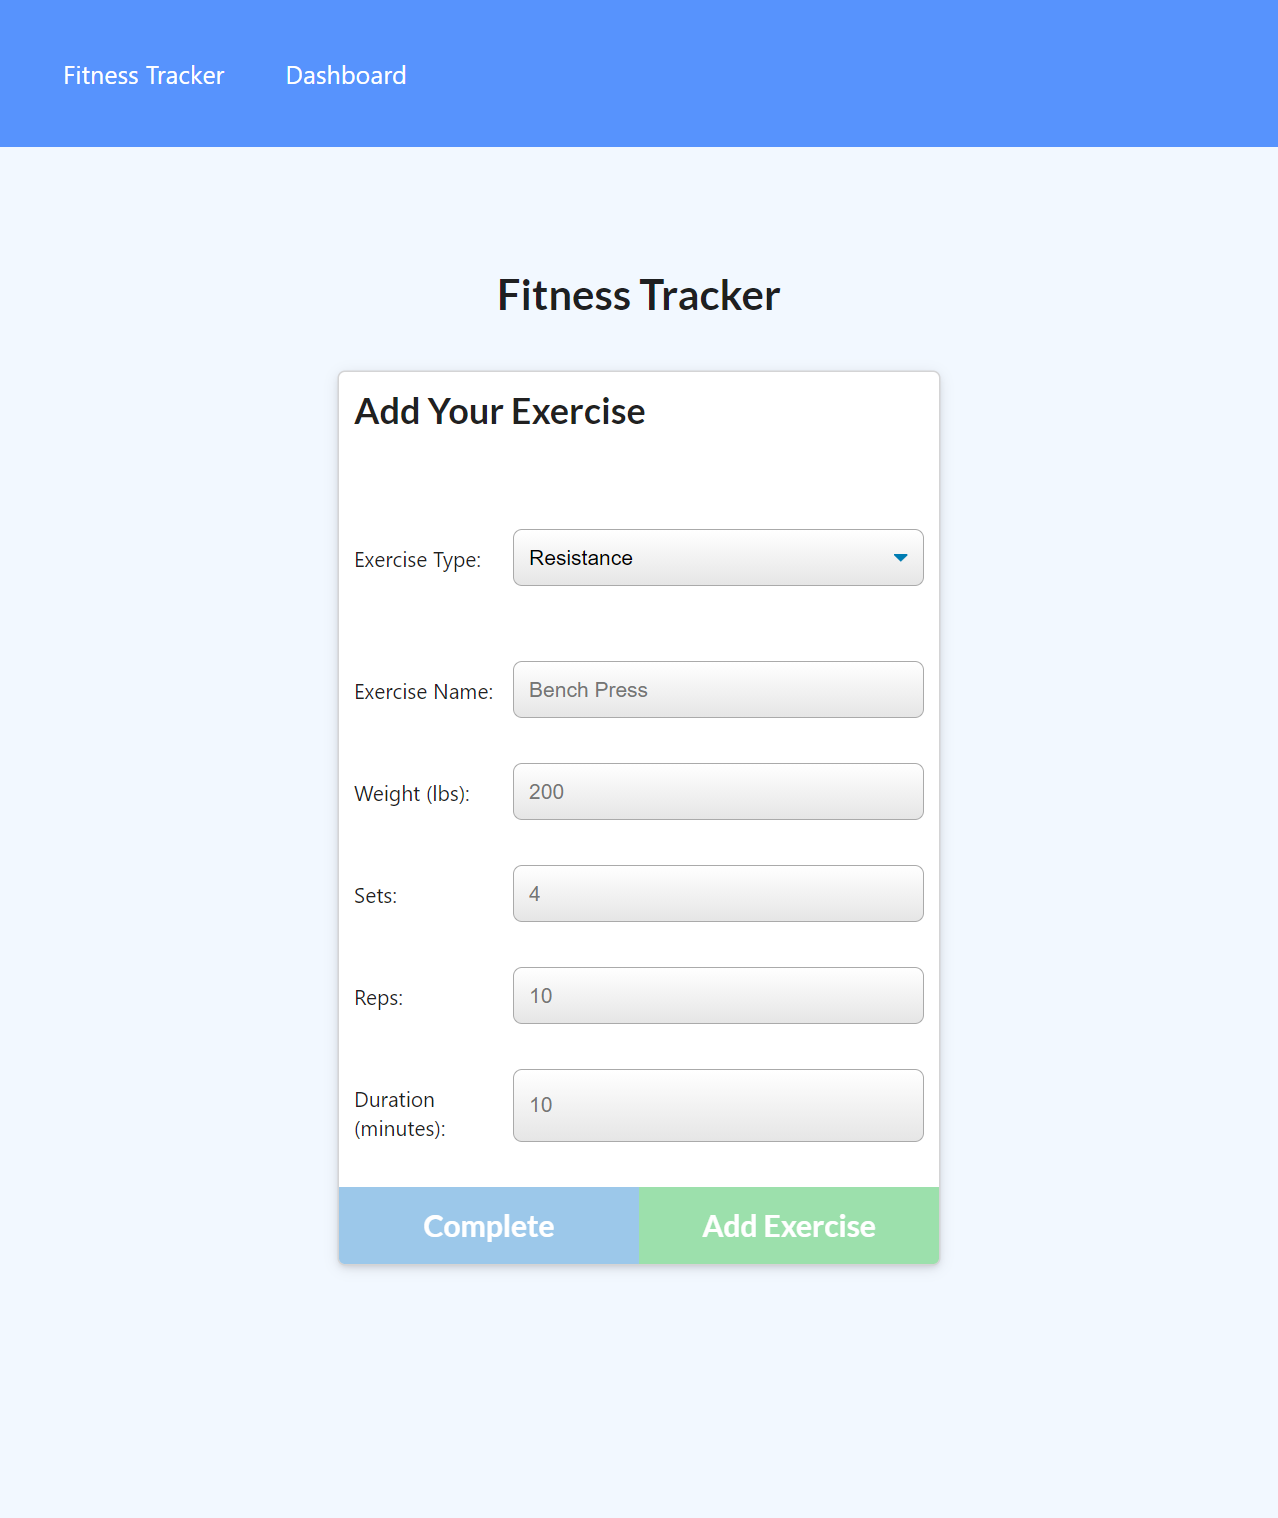 Fitness Tracker Dashboard
Fitness Tracker
Add Your Exercise
Exercise Type: Resistance
Exercise Name: Bench Press
Weight (lbs): 200
Sets: 4
Reps: 10
Duration
(minutes): 10
Complete Add Exercise